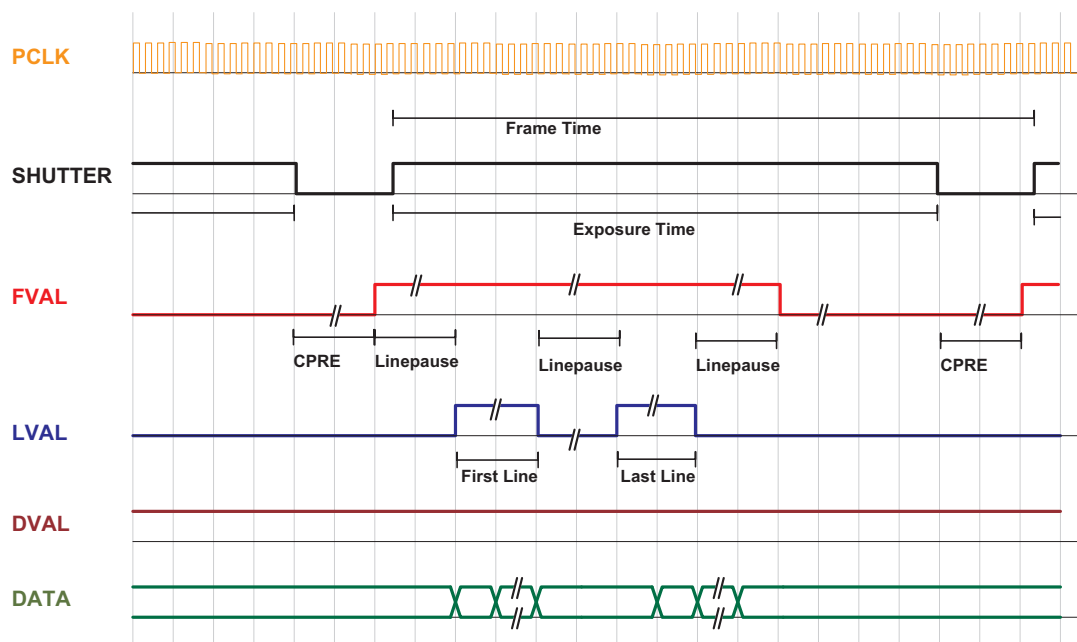 PCLK
Frame Time
SHUTTER
Exposure Time
FVAL
CPRE
Linepause
Linepause
Linepause
CPRE
LVAL
First Line
Last Line
DVAL
DATA